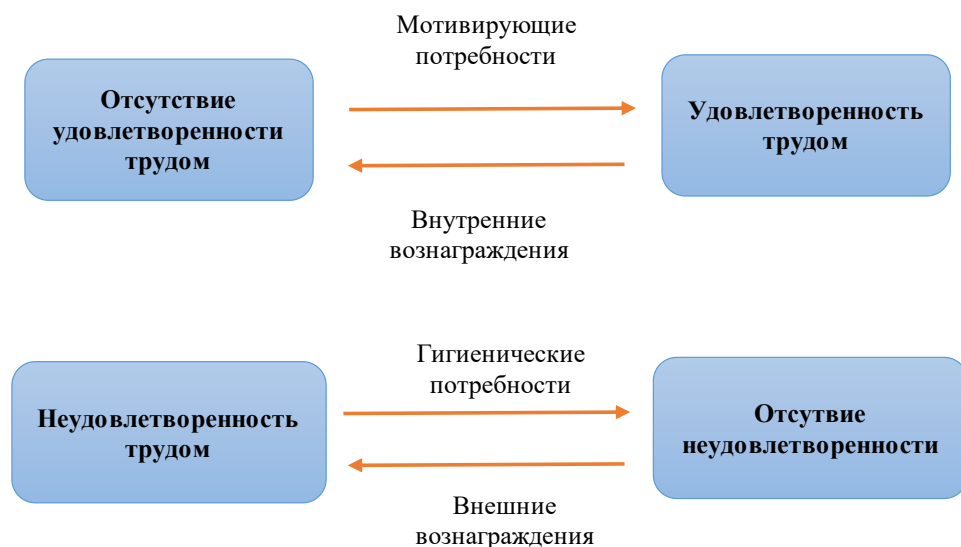 Мотивирующие
потребности
Отсутствие
удовлетворенности
трудом
Удовлетворенность
трудом
Внутренние
вознаграждения
Гигиенические
потребности
Неудовлетворенность
трудом
Отсутвие
неудовлетворенности
Внешние
вознаграждения